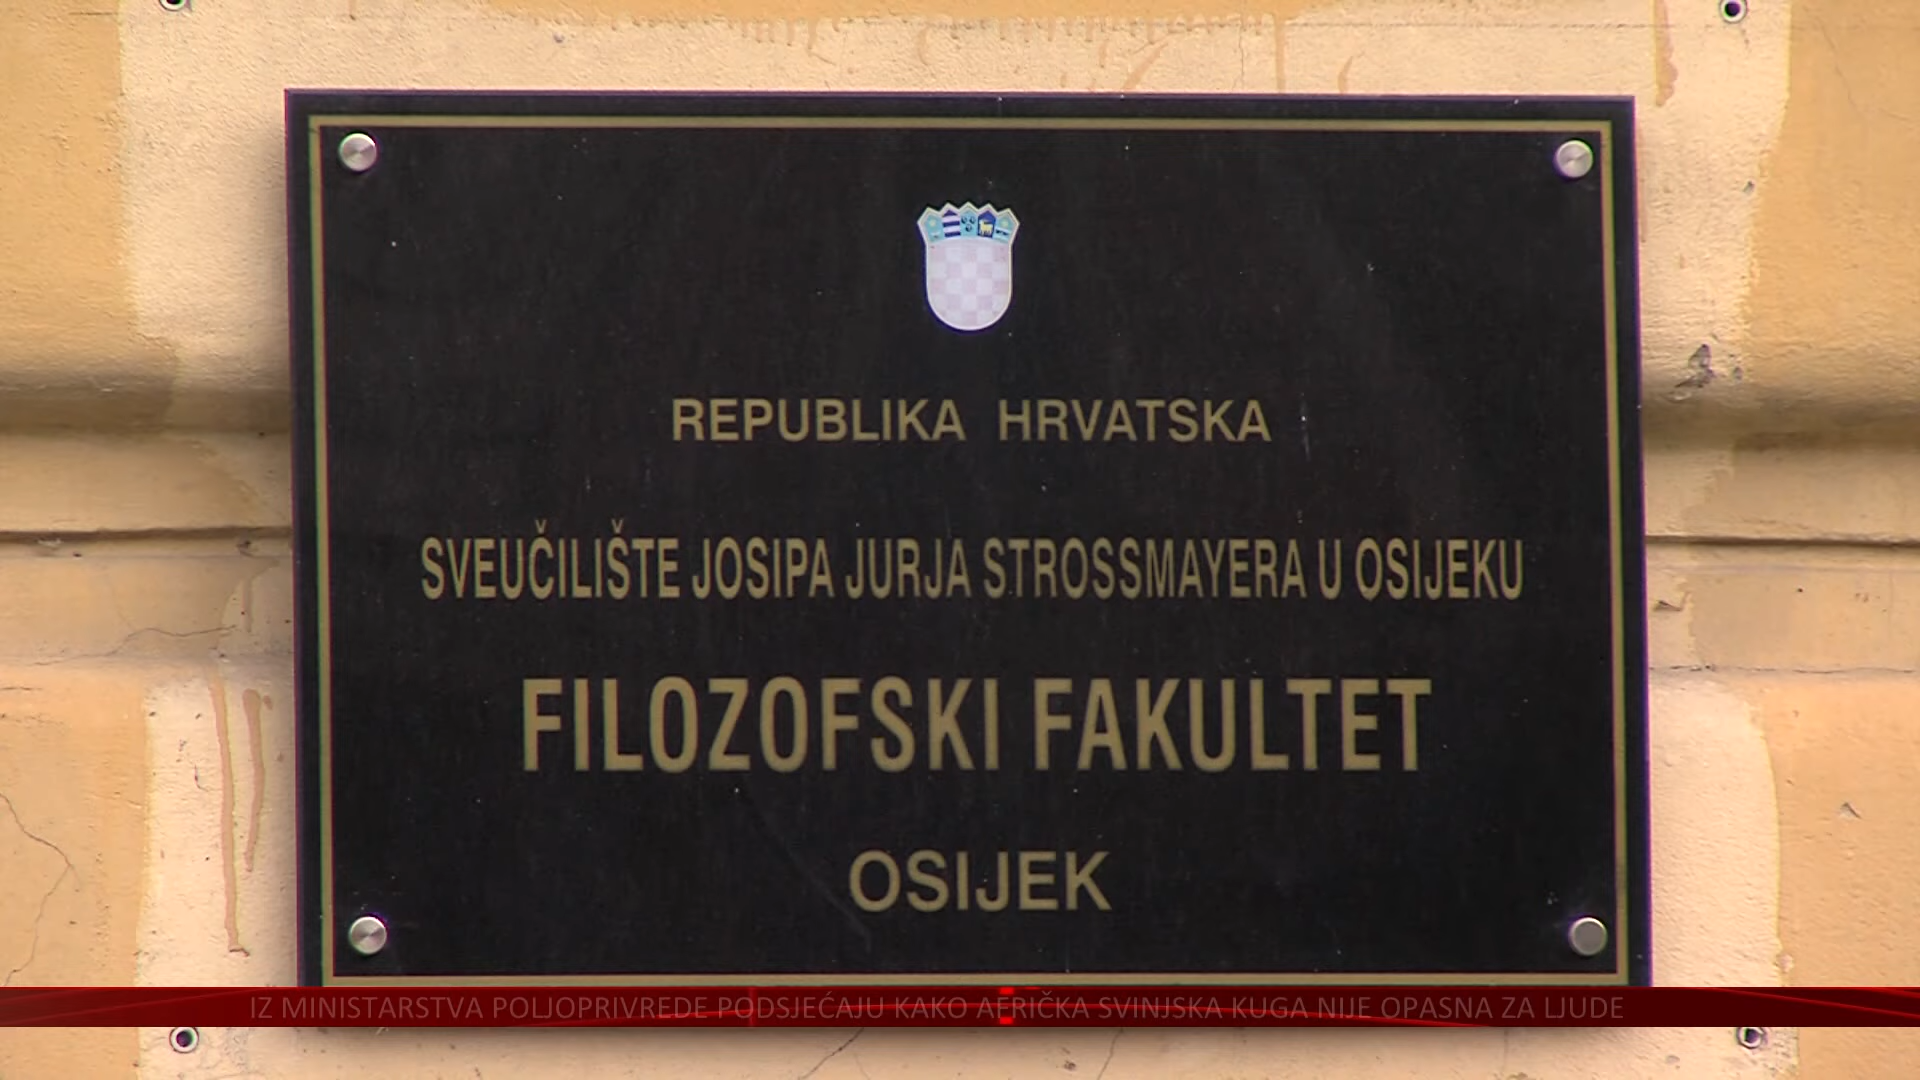 REPUBLIKA HRVATSKA
SVEUČILIŠTE JOSIPA JURJA STROSSMAYERA U OSIJEKU
FILOZOFSKI FAKULTET
OSIJEK
IZ MINISTARSTVA POLJOPRIVREDE PODSJEĆAJU KAKO AFRIČKA SVINJSKA KUGA NIJE OPASNA ZA LJUDE